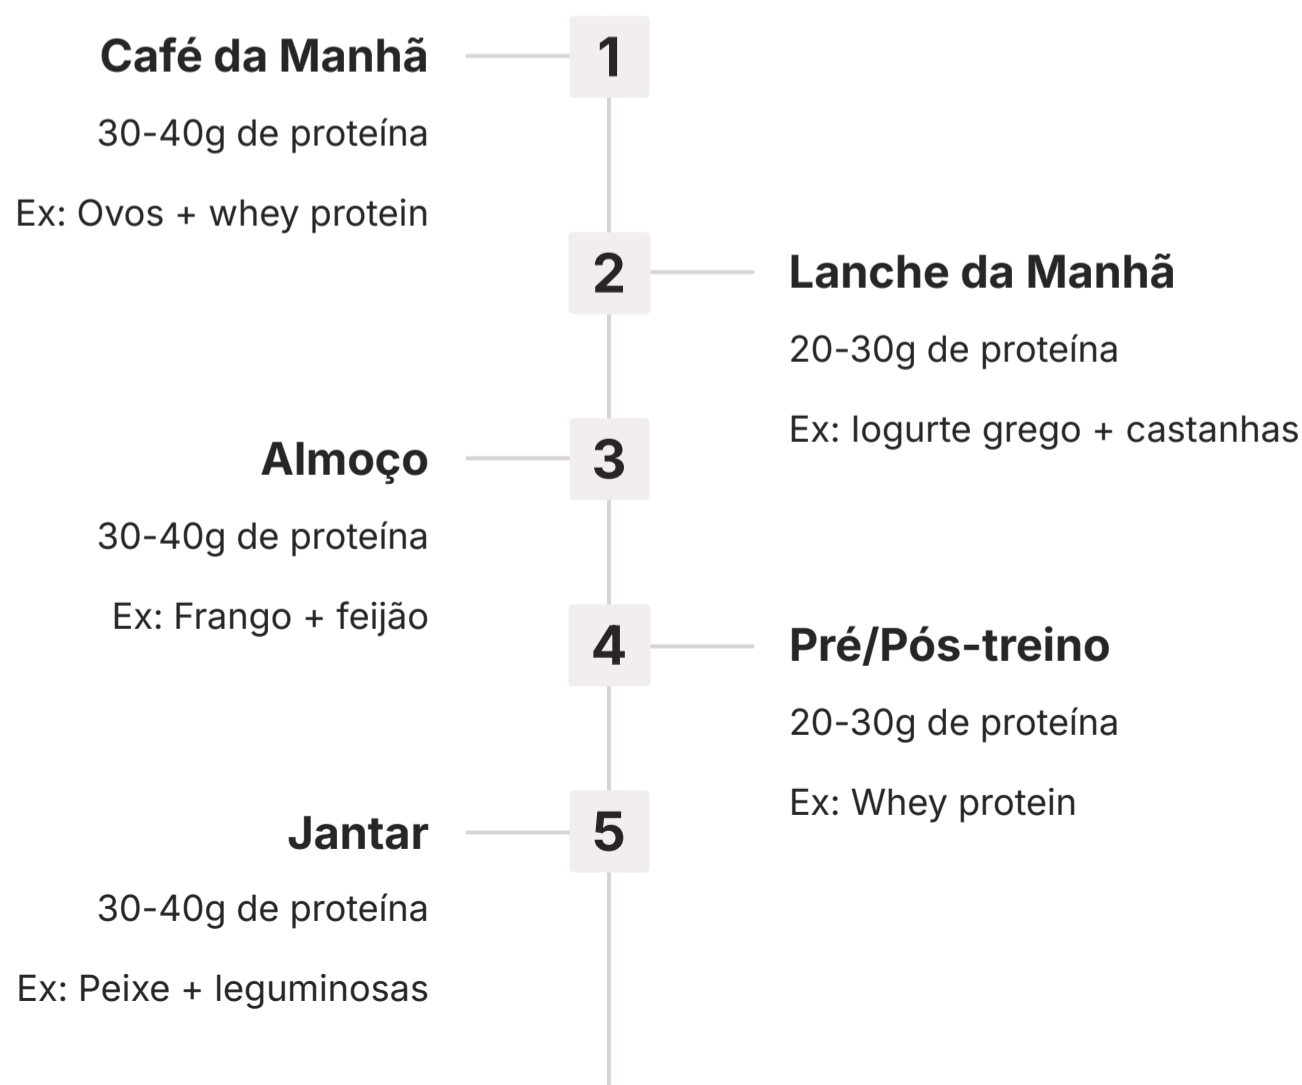 1
Café da Manhã
30-40g de proteína
Ex: Ovos + whey protein
2
Lanche da Manhã
20-30g de proteína
Ex: Iogurte grego + castanhas
3
Almoço
30-40g de proteína
Ex: Frango + feijão
4
Pré/Pós-treino
20-30g de proteína
Ex: Whey protein
5
Jantar
30-40g de proteína
Ex: Peixe + leguminosas